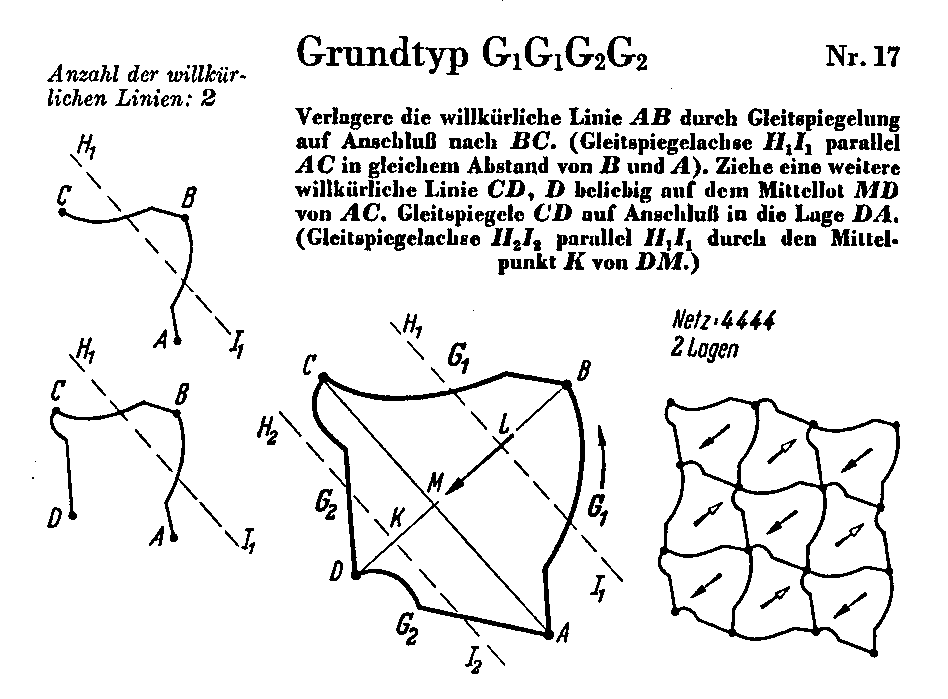 Grundtyp G₁G₁G₂G₂
Nr. 17
Anzahl der willkür-
lichen Linien: 2
Verlagere die willkürliche Linie AB durch Gleitspiegelung
auf Anschluß nach BC. (Gleitspiegelachse H₁I₁ parallel
AC in gleichem Abstand von B und A). Ziehe eine weitere
willkürliche Linie CD, D beliebig auf dem Mittellot MD
von AC. Gleitspiegele CD auf Anschluß in die Lage DA.
(Gleitspiegelachse H₂I₂ parallel H₁I₁ durch den Mittel-
punkt K von DM.)
H₁
C
B
A
I₁
H₁
C
B
D
A
I₁
H₁
C
G₁
B
H₂
L
M
G₂
K
G₁
D
I₁
G₂
A
I₂
Netz: 4444
2 Lagen